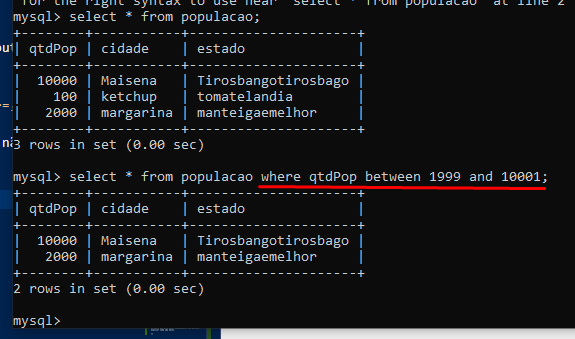 for the right syntax to use near 'select * from populacao' at line 2
mysql> select * from populacao;
+--------+-----------+-------------------+
| qtdPop | cidade    | estado            |
+--------+-----------+-------------------+
|  10000 | Maisena   | Tirosbangotirosbago |
|    100 | ketchup   | tomatelandia      |
|   2000 | margarina | manteigaemelhor   |
+--------+-----------+-------------------+
3 rows in set (0.00 sec)
mysql> select * from populacao where qtdPop between 1999 and 10001;
+--------+-----------+-------------------+
| qtdPop | cidade    | estado            |
+--------+-----------+-------------------+
|  10000 | Maisena   | Tirosbangotirosbago |
|   2000 | margarina | manteigaemelhor   |
+--------+-----------+-------------------+
2 rows in set (0.00 sec)
mysql>